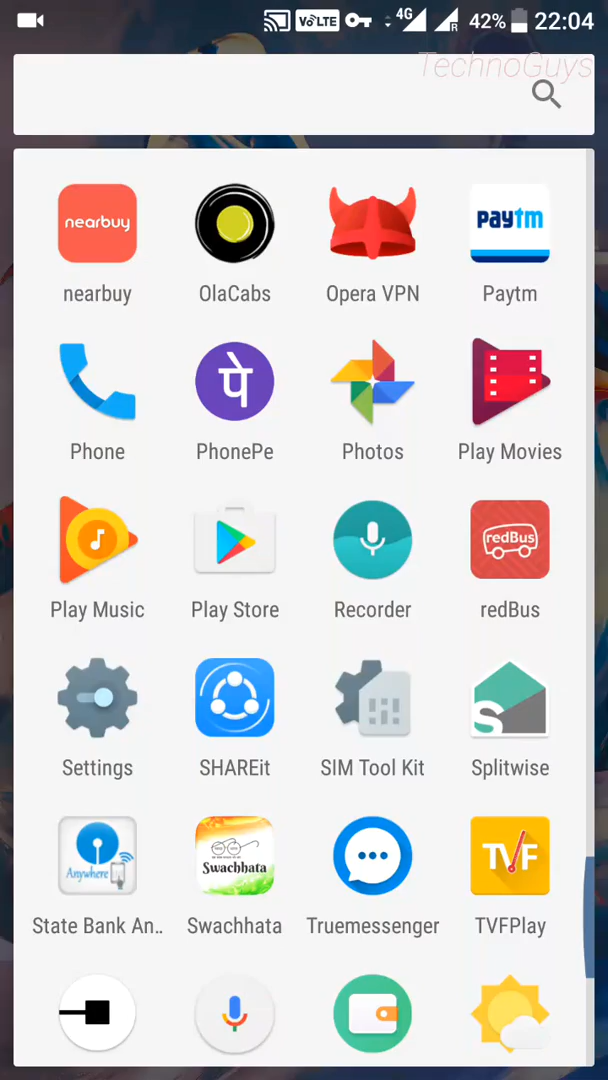 VoLTE 4G R 42% 22:04
TechnoGuys
nearbuy paytm
nearbuy OlaCabs Opera VPN Paytm
पे
Phone PhonePe Photos Play Movies
redBus
Play Music Play Store Recorder redBus
S
Settings SHAREit SIM Tool Kit Splitwise
Anywhere Swachhata TVF
State Bank An.. Swachhata Truemessenger TVFPlay